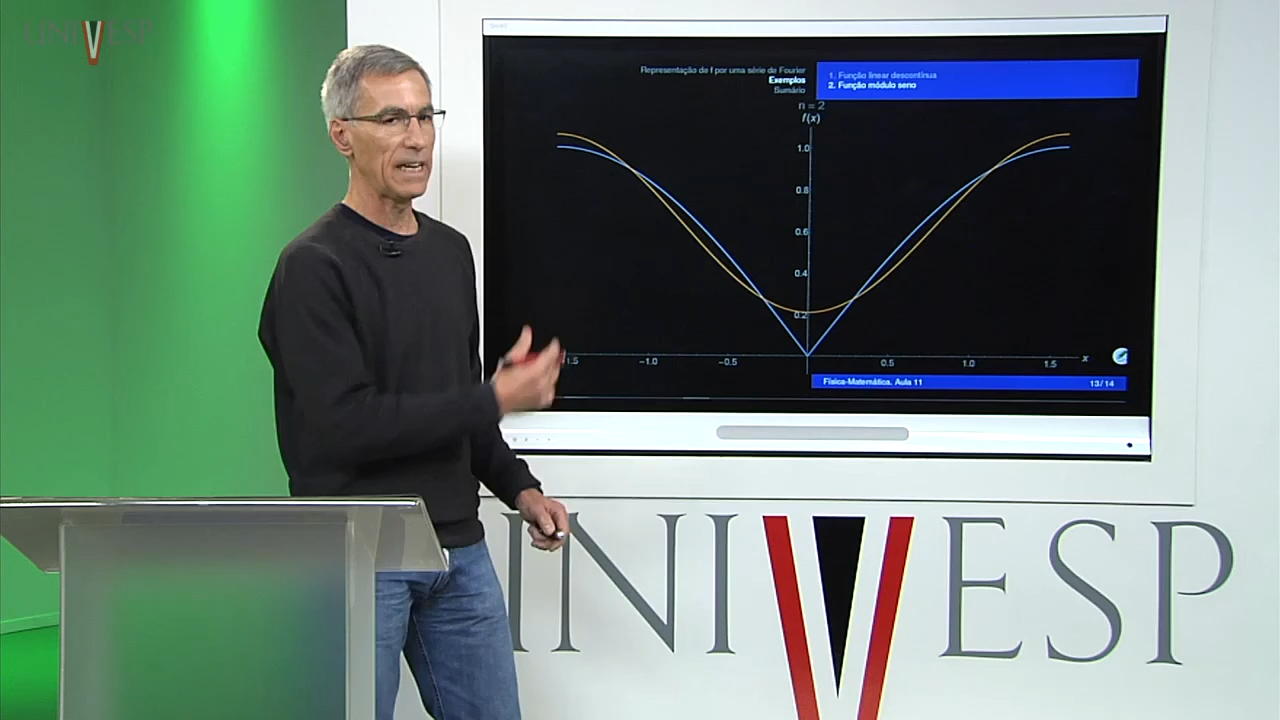 UNIVESP
Representação de f por uma série de Fourier
Exemplos
Sumário
1. Função linear descontínua
2. Função módulo seno
n = 2
f(x)
1.0
0.8
0.6
0.4
0.2
-1.0
-0.5
0.5
1.0
1.5
x
Física-Matemática. Aula 11
13/14
UNIVESP